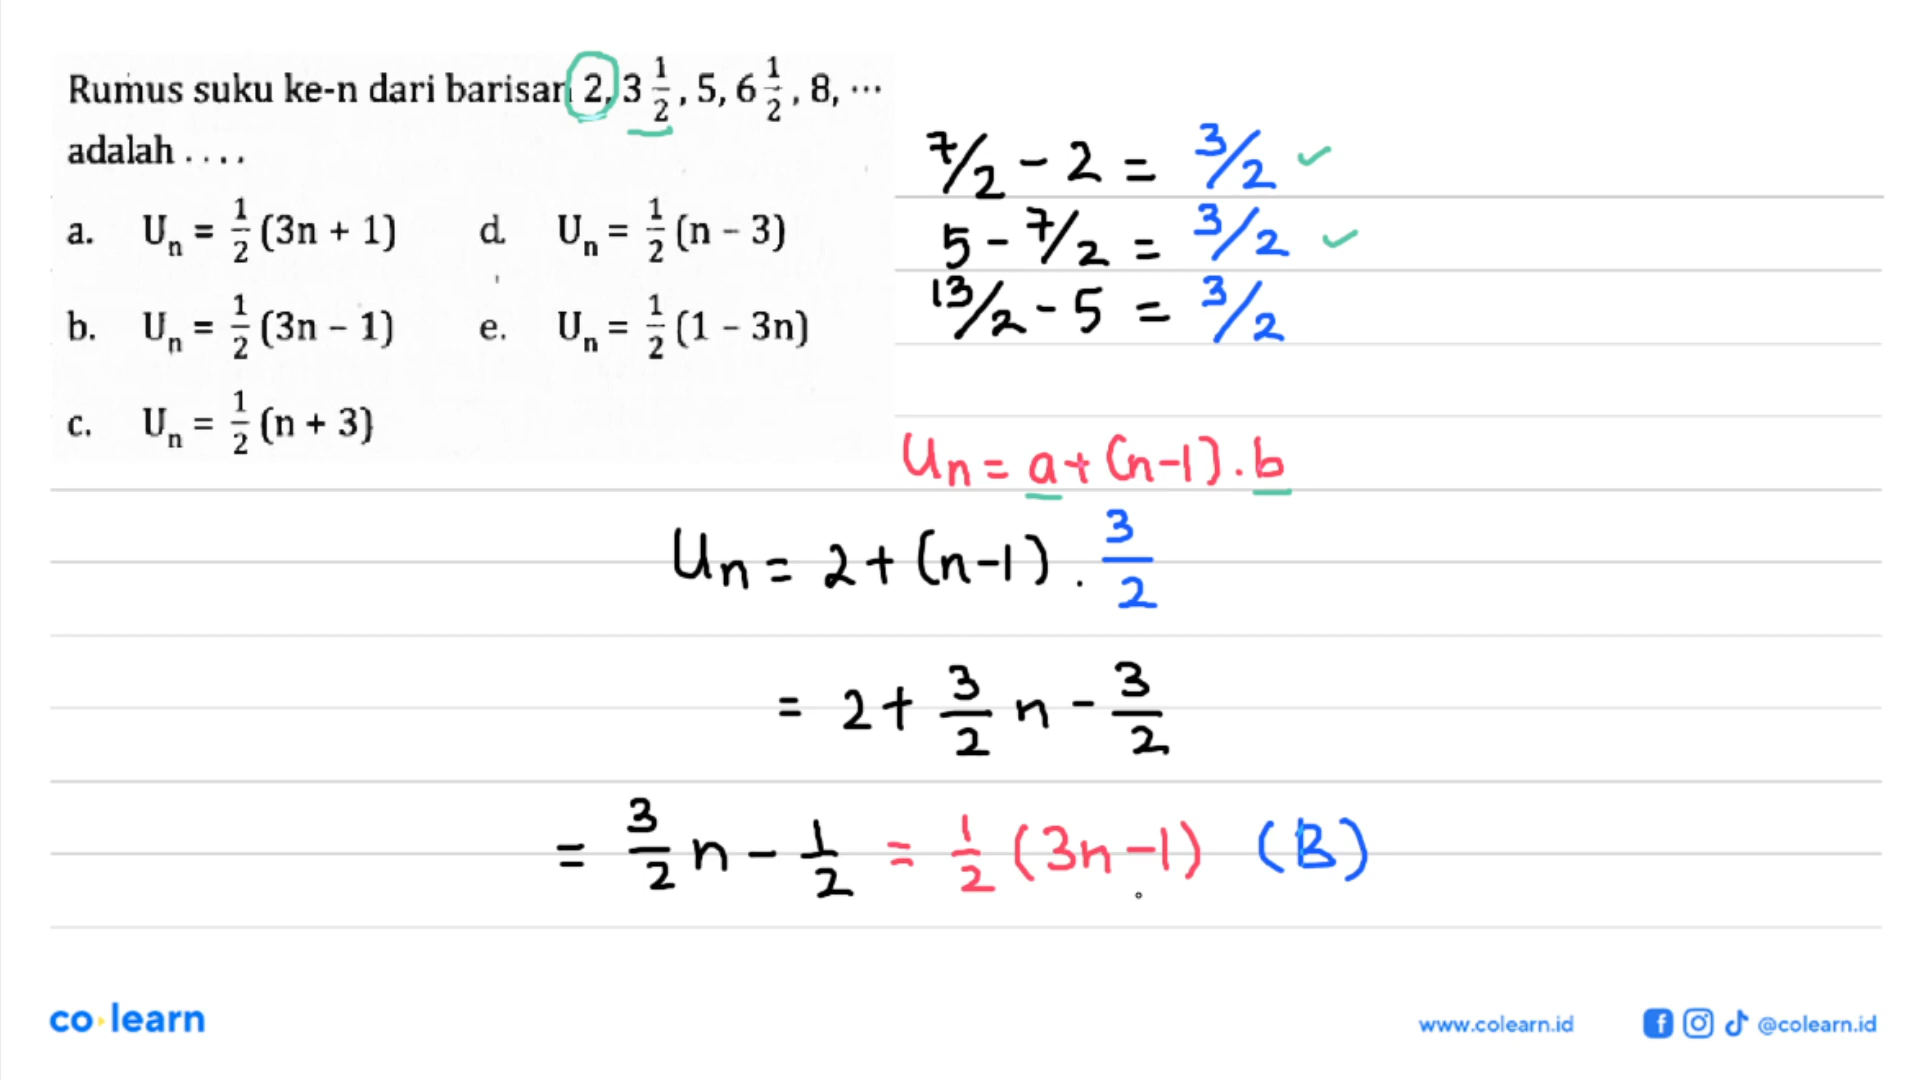 Rumus suku ke-n dari barisan 2, 3 1/2, 5, 6 1/2, 8, ...
adalah ....
a. Un = 1/2 (3n + 1)
d. Un = 1/2 (n - 3)
b. Un = 1/2 (3n - 1)
e. Un = 1/2 (1 - 3n)
c. Un = 1/2 (n + 3)
7/2 - 2 = 3/2 ✓
5 - 7/2 = 3/2 ✓
13/2 - 5 = 3/2
Un = a + (n-1) . b
Un = 2 + (n-1) . 3/2
= 2 + 3/2 n - 3/2
= 3/2 n - 1/2 = 1/2 (3n-1) (B)
co learn
www.colearn.id
@colearn.id